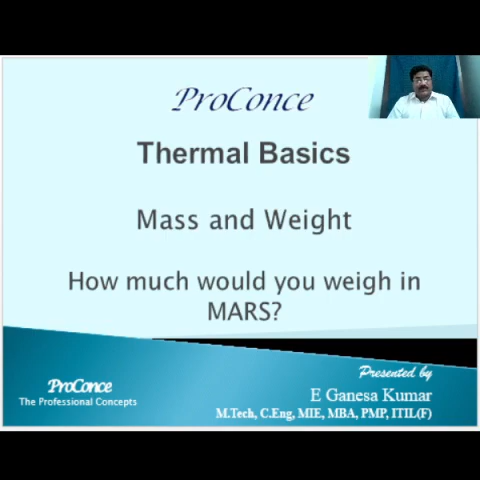 ProConce
Thermal Basics
Mass and Weight
How much would you weigh in
MARS?
Presented by
ProConce
E Ganesa Kumar
The Professional Concepts
M.Tech, C.Eng, MIE, MBA, PMP, ITIL(F)